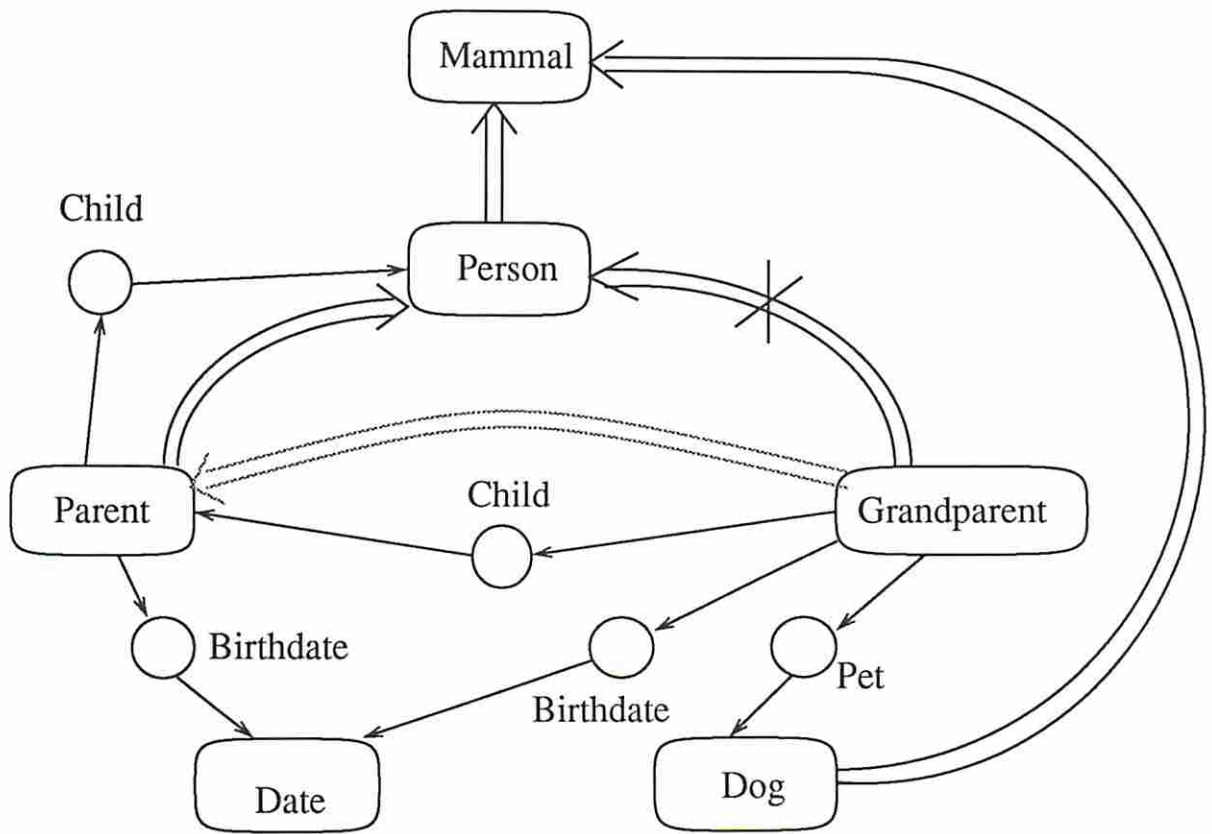 Mammal
Child
Person
Child
Parent
Grandparent
Birthdate
Pet
Birthdate
Dog
Date